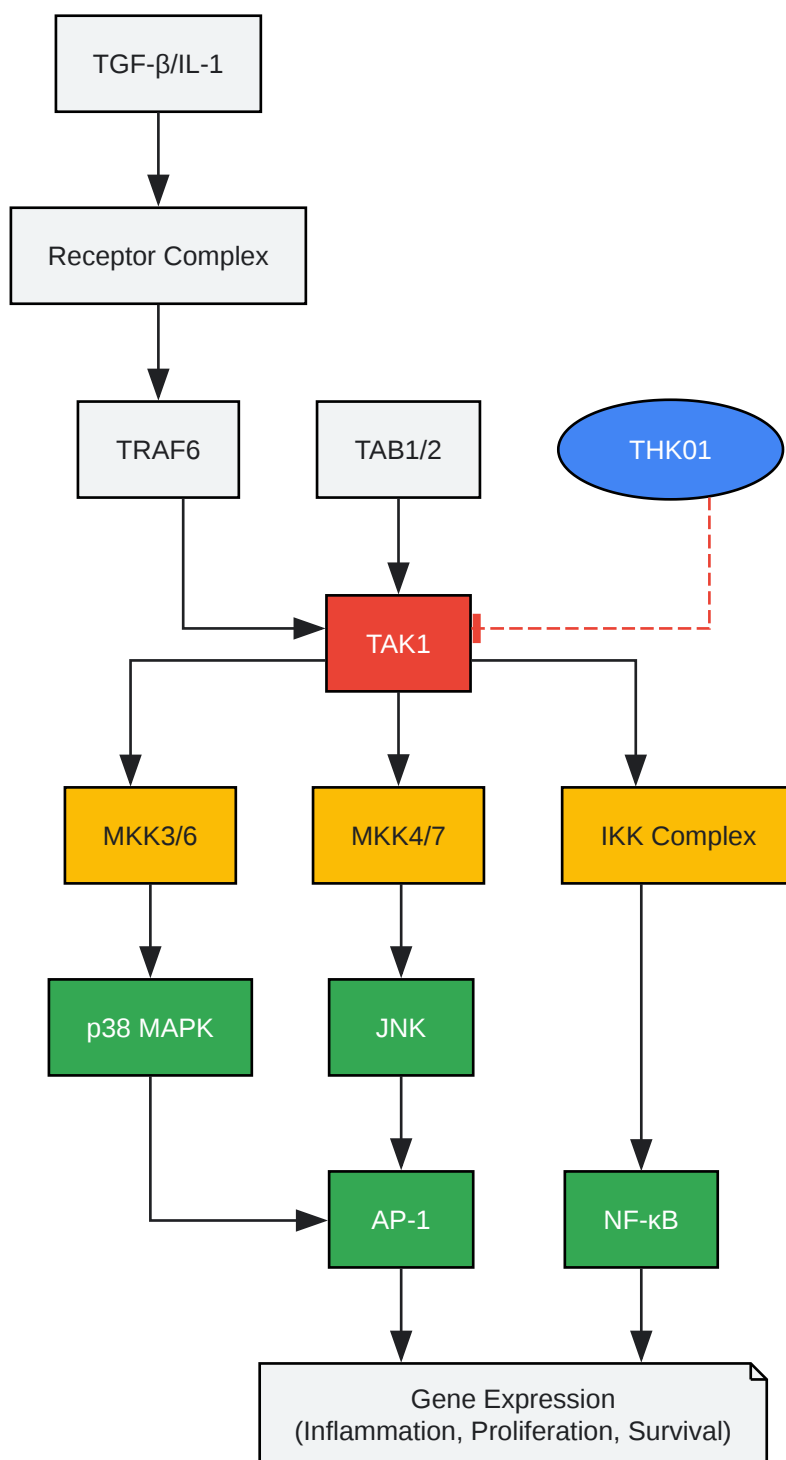 TGF-β/IL-1
Receptor Complex
TRAF6
TAB1/2
THK01
TAK1
MKK3/6
MKK4/7
IKK Complex
p38 MAPK
JNK
AP-1
NF-κB
Gene Expression
(Inflammation, Proliferation, Survival)